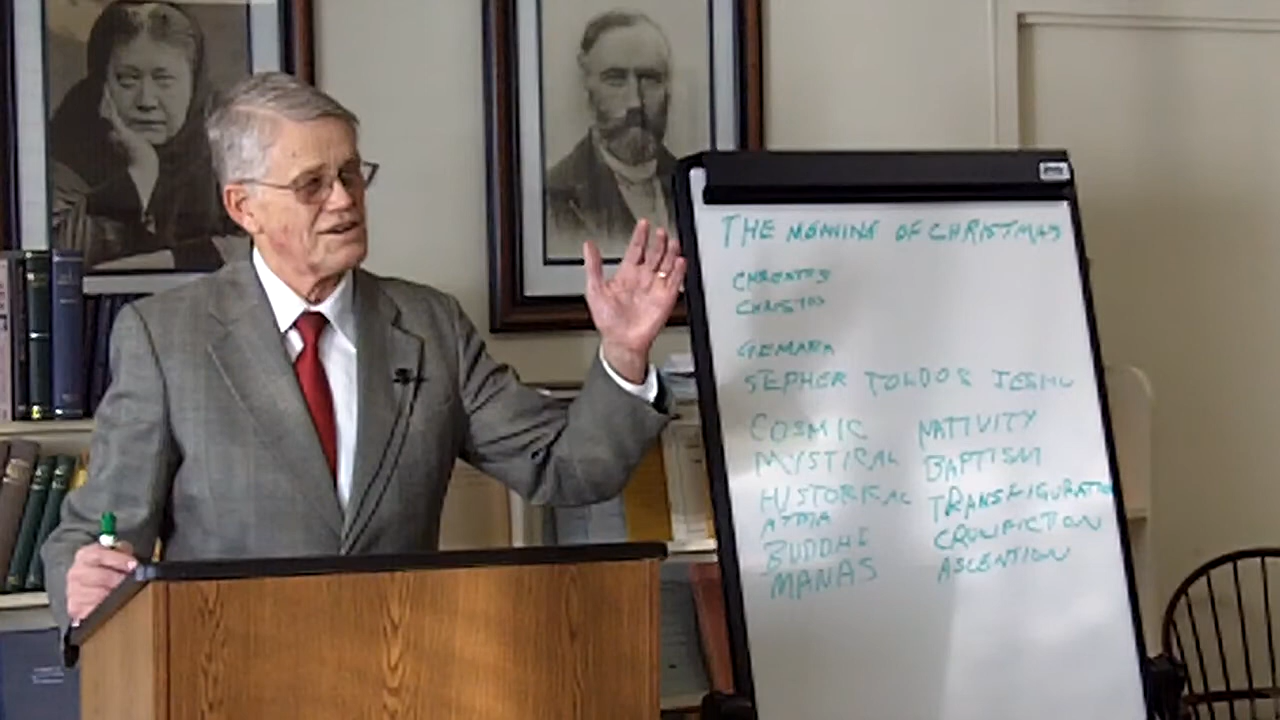 THE MEANING OF CHRISTMAS
CHRESTOS
CHRISTOS
GEMARA
SEPHER TOLDOS JESHU
COSMIC NATIVITY
MYSTICAL BAPTISM
HISTORICAL TRANSFIGURATION
ATMA
BUDDHI CRUCIFICTION
MANAS ASCENTION